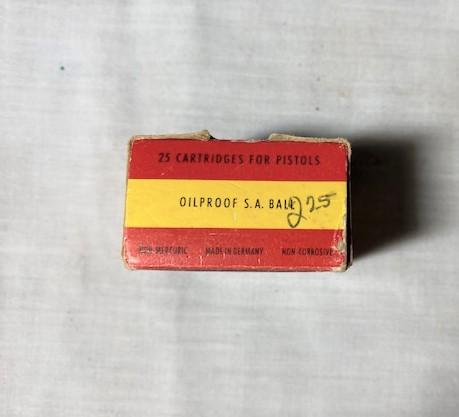 25 CARTRIDGES FOR PISTOLS
OILPROOF S.A. BALL 225
NON-MERCURIC MADE IN GERMANY NON-CORROSIVE